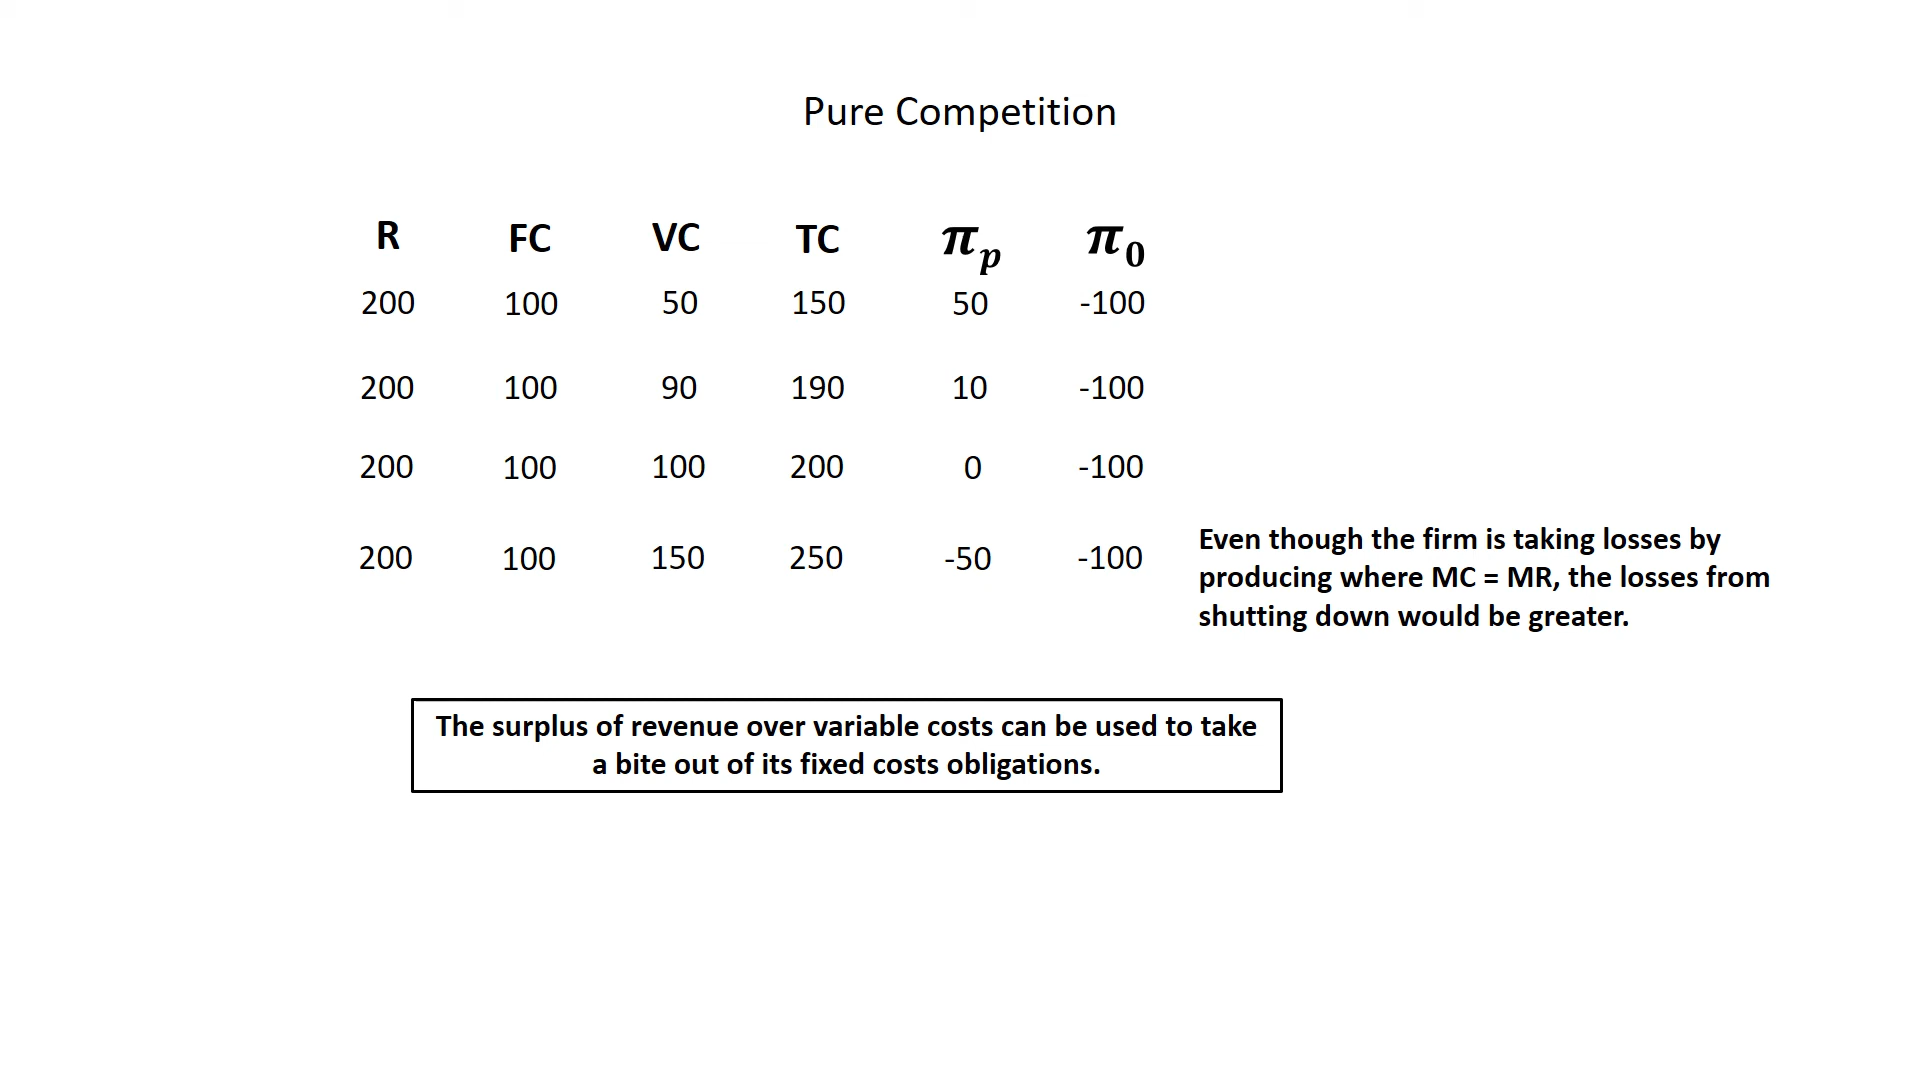 Pure Competition
R FC VC TC π_p π_0
200 100 50 150 50 -100
200 100 90 190 10 -100
200 100 100 200 0 -100
200 100 150 250 -50 -100
Even though the firm is taking losses by
producing where MC = MR, the losses from
shutting down would be greater.
The surplus of revenue over variable costs can be used to take
a bite out of its fixed costs obligations.